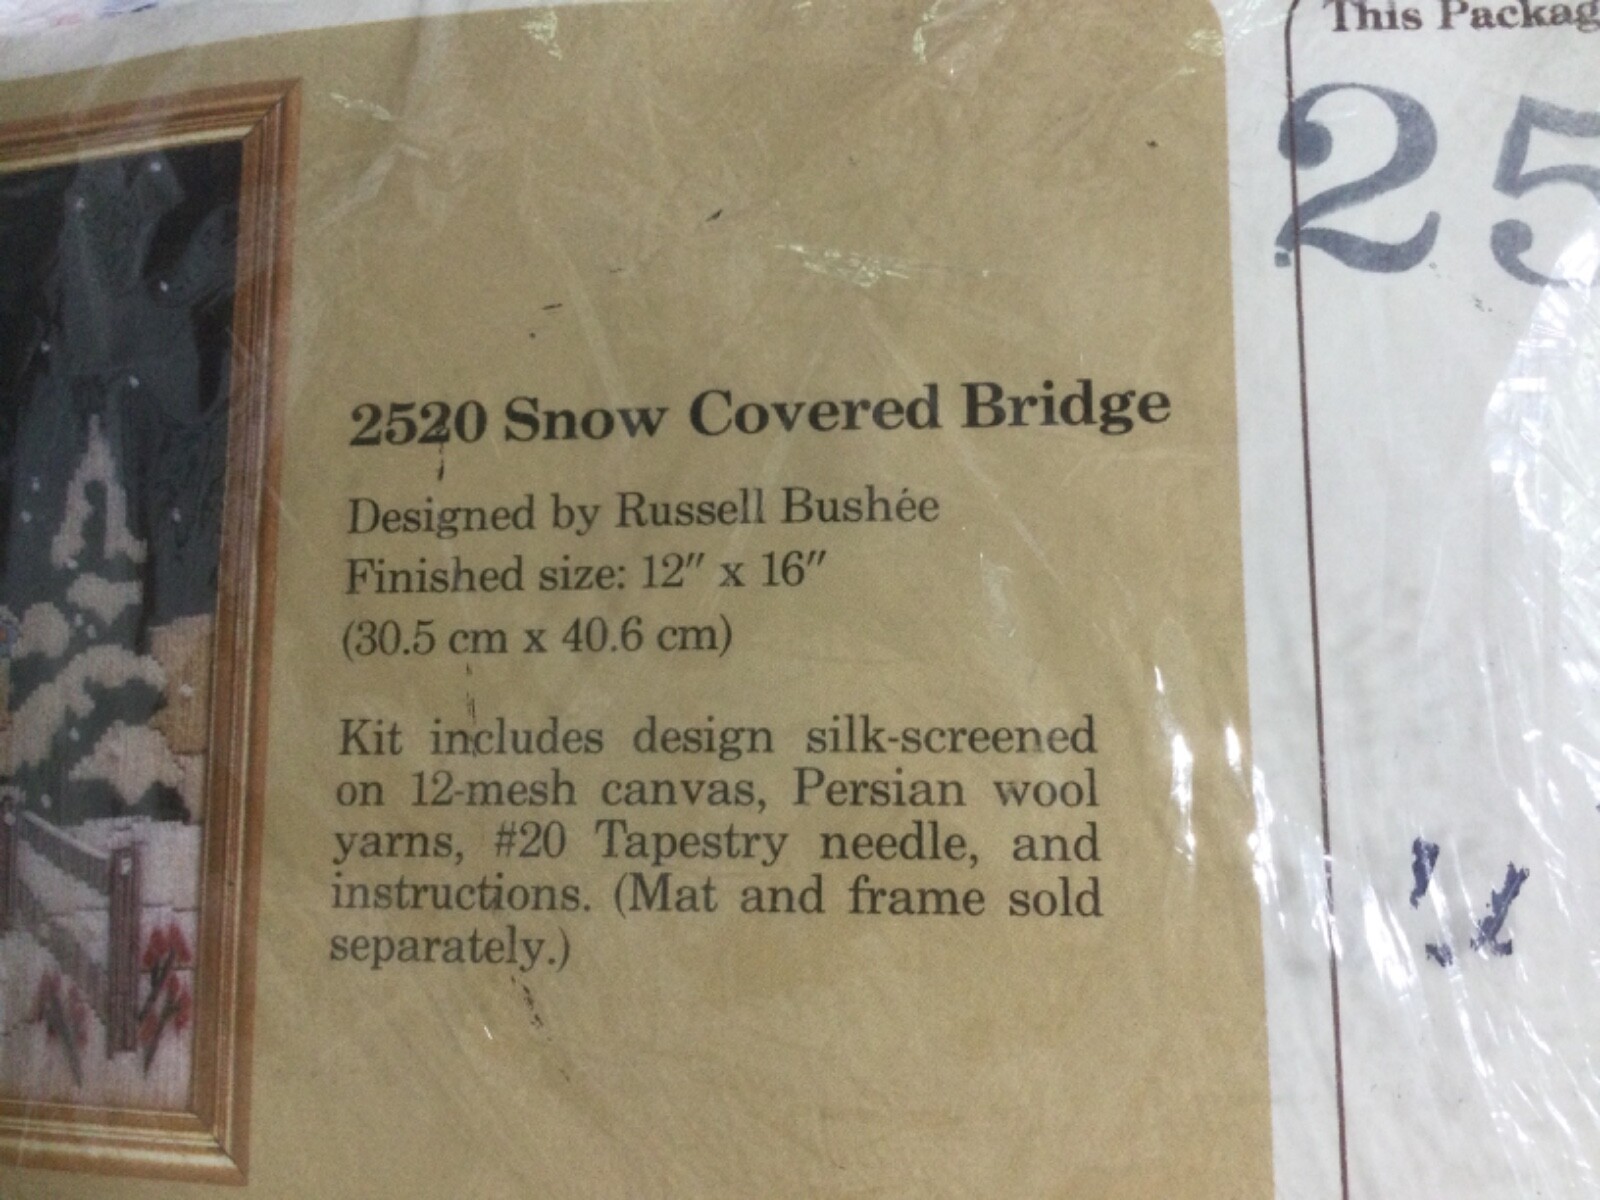 This Packag
25
2520 Snow Covered Bridge
Designed by Russell Bushée
Finished size: 12" x 16"
(30.5 cm x 40.6 cm)
Kit includes design silk-screened
on 12-mesh canvas, Persian wool
yarns, #20 Tapestry needle, and
instructions. (Mat and frame sold
separately.)